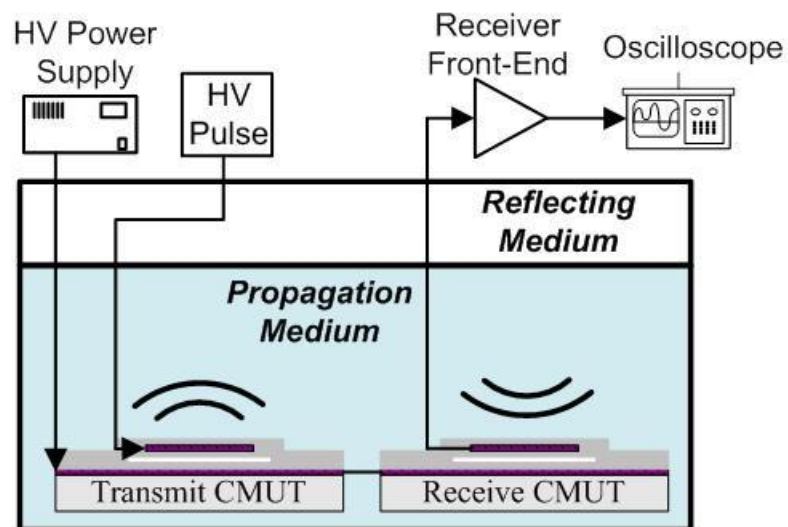 HV Power
Supply
HV
Pulse
Receiver
Front-End
Oscilloscope
Reflecting
Medium
Propagation
Medium
Transmit CMUT
Receive CMUT